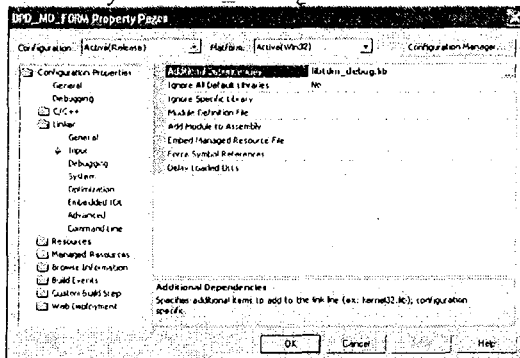 DPD_MD_FORM Property Pages
Configuration: Active(Release) Platform: Active(Win32) Configuration Manager...
Configuration Properties
General
Debugging
C/C++
Linker
General
Input
Debugging
System
Optimization
Embedded IDL
Advanced
Command Line
Resources
Managed Resources
Browse Information
Build Events
Custom Build Step
Web Deployment
Additional Dependencies libtdm_debug.lib
Ignore All Default Libraries No
Ignore Specific Library
Module Definition File
Add Module to Assembly
Embed Managed Resource File
Force Symbol References
Delay Loaded DLLs
Additional Dependencies
Specifies additional items to add to the link line (ex: kernel32.lib); configuration
specific.
OK Cancel Help